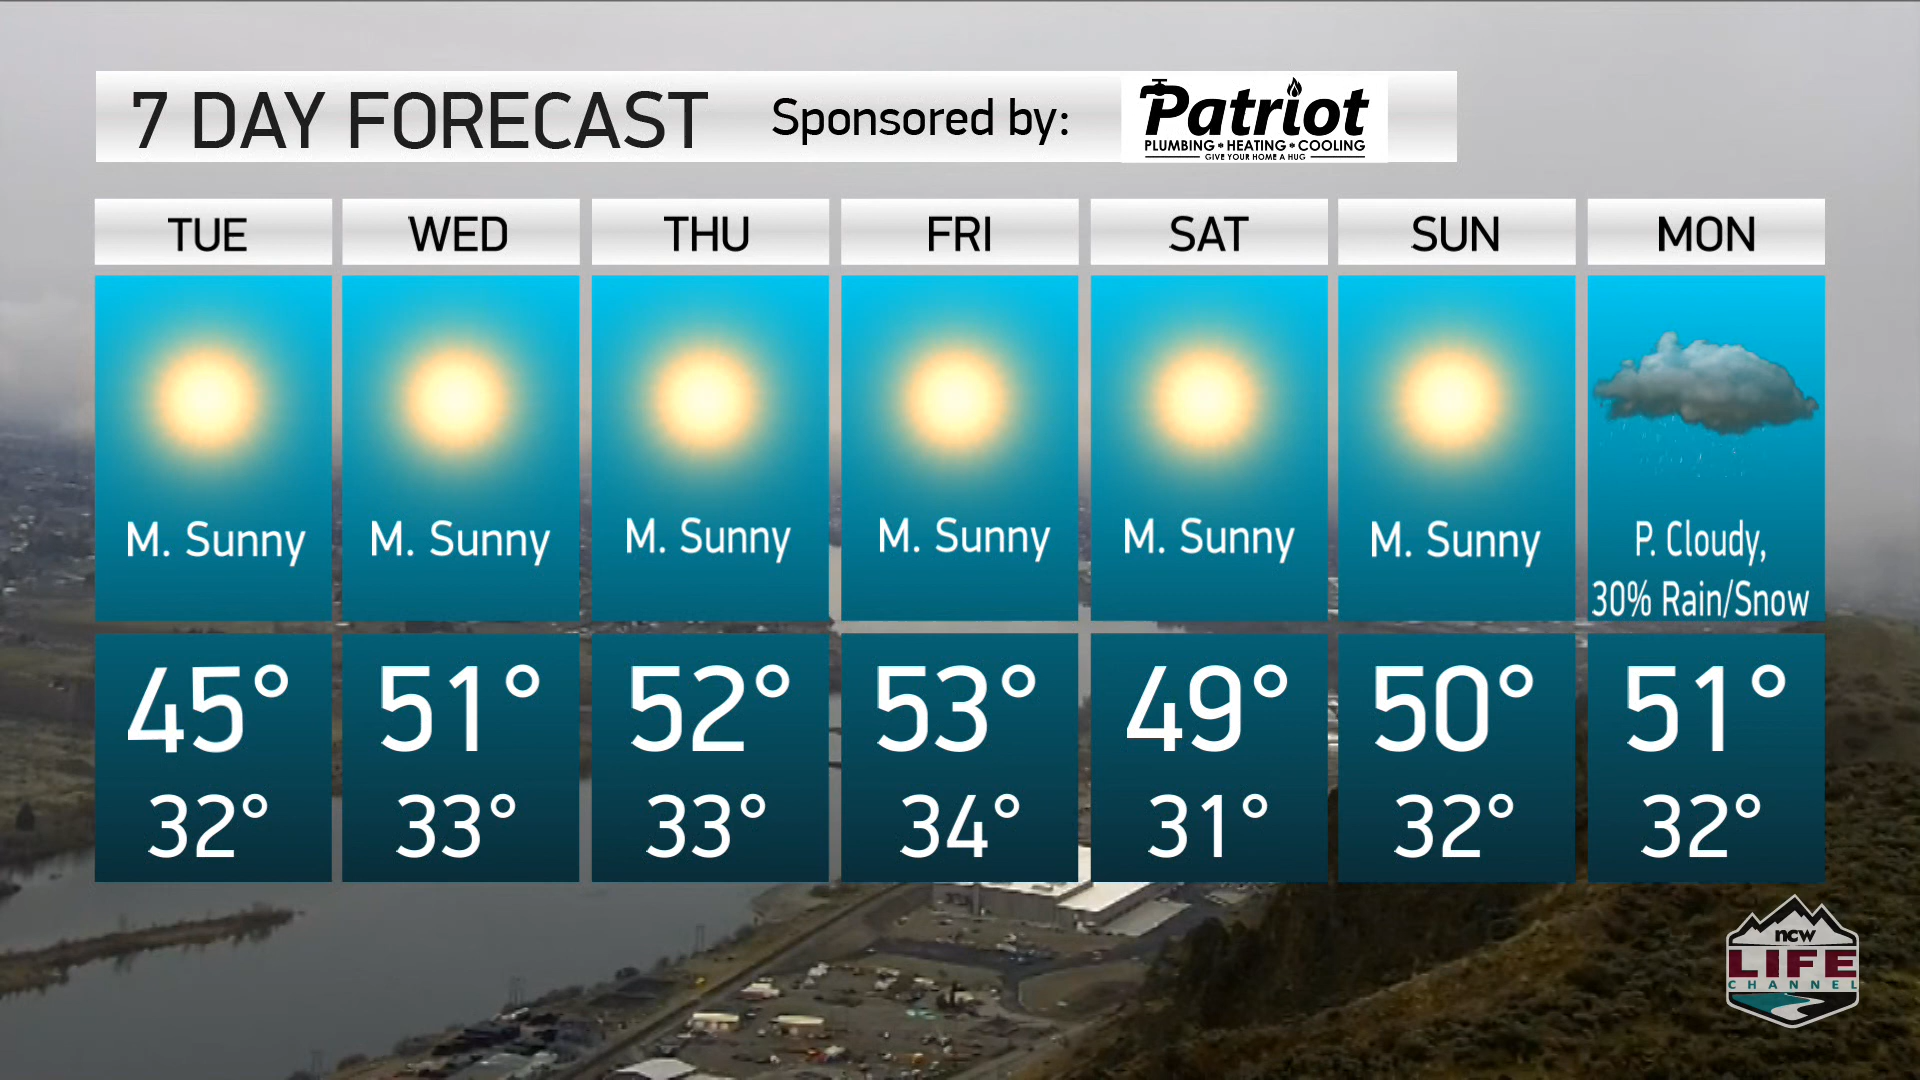 7 DAY FORECAST Sponsored by:
Patriot
PLUMBING * HEATING * COOLING
GIVE YOUR HOME A HUG
TUE WED THU FRI SAT SUN MON
M. Sunny M. Sunny M. Sunny M. Sunny M. Sunny M. Sunny P. Cloudy,
30% Rain/Snow
45° 51° 52° 53° 49° 50° 51°
32° 33° 33° 34° 31° 32° 32°
ncw
LIFE
CHANNEL